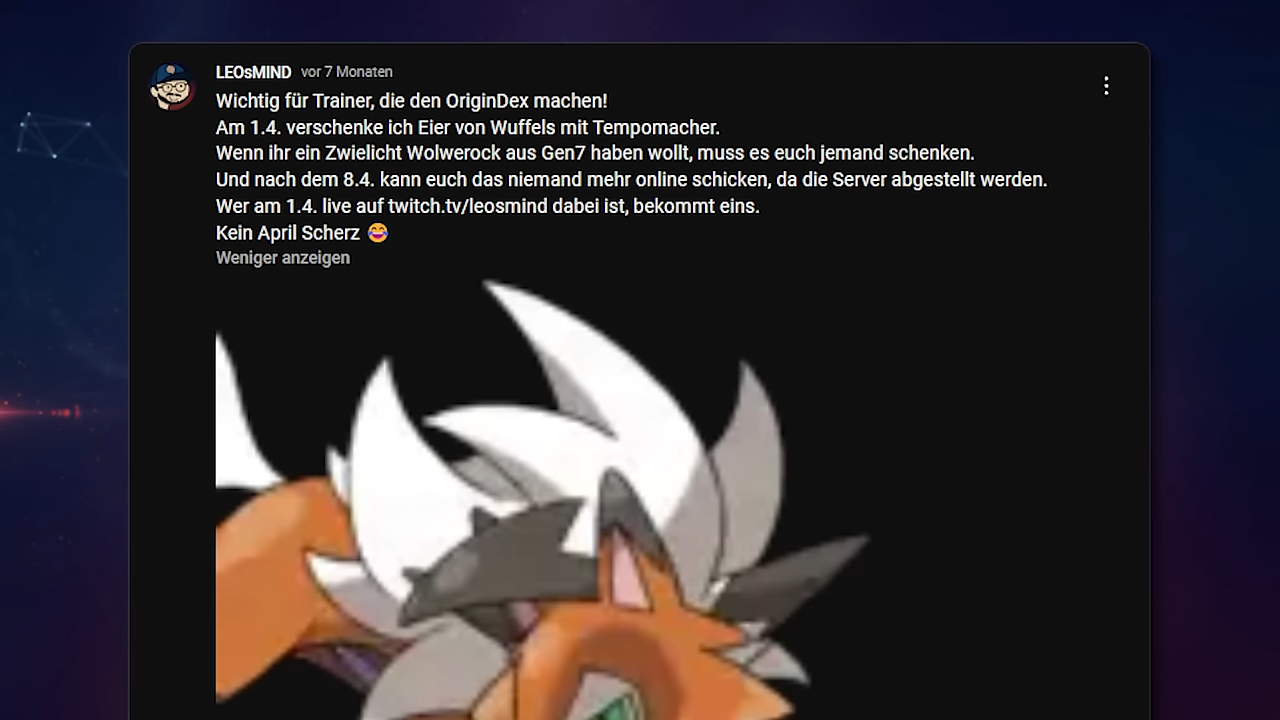 LEOsMIND vor 7 Monaten
Wichtig für Trainer, die den OriginDex machen!
Am 1.4. verschenke ich Eier von Wuffels mit Tempomacher.
Wenn ihr ein Zwielicht Wolwerock aus Gen7 haben wollt, muss es euch jemand schenken.
Und nach dem 8.4. kann euch das niemand mehr online schicken, da die Server abgestellt werden.
Wer am 1.4. live auf twitch.tv/leosmind dabei ist, bekommt eins.
Kein April Scherz 😂
Weniger anzeigen